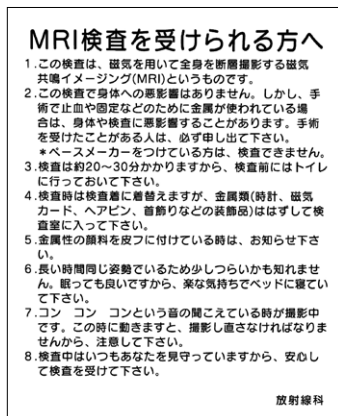 MRI検査を受けられる方へ
1.この検査は、磁気を用いて全身を断層撮影する磁気
共鳴イメージング(MRI)というものです。
2.この検査で身体への悪影響はありません。しかし、手
術で止血や固定などのために金属が使われている場
合は、身体や検査に悪影響することがあります。手術
を受けたことがある人は、必ず申し出て下さい。
*ペースメーカーをつけている方は、検査できません。
3.検査は約20〜30分かかりますから、検査前にはトイレ
に行っておいて下さい。
4.検査時は検査着に着替えますが、金属類(時計、磁気
カード、ヘアピン、首飾りなどの装飾品)ははずして検
査室に入って下さい。
5.金属性の顔料を皮フに付けている時は、お知らせ下さ
い。
6.長い時間同じ姿勢でいるため少しつらいかも知れませ
ん。眠っても良いですから、楽な気持ちでベッドに寝てい
て下さい。
7.コン コン コンという音の聞こえている時が撮影中
です。この時に動きますと、撮影し直さなければなりま
せんから、注意して下さい。
8.検査中はいつもあなたを見守っていますから、安心し
て検査を受けて下さい。
放射線科